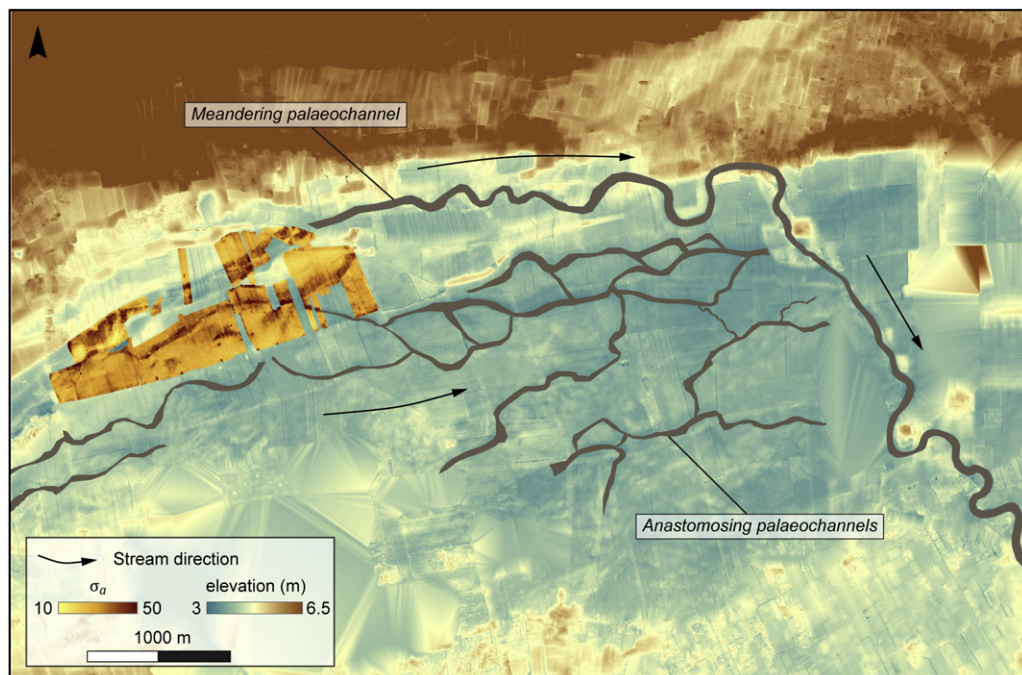 Meandering palaeochannel
Anastomosing palaeochannels
Stream direction
σa elevation (m)
10 50 3 6.5
1000 m